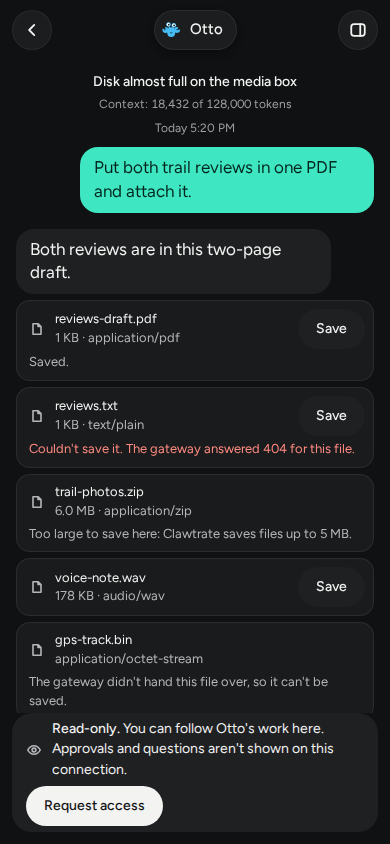 Otto
Disk almost full on the media box
Context: 18,432 of 128,000 tokens
Today 5:20 PM
Put both trail reviews in one PDF
and attach it.
Both reviews are in this two-page
draft.
reviews-draft.pdf
1 KB · application/pdf
Save
Saved.
reviews.txt
1 KB · text/plain
Save
Couldn't save it. The gateway answered 404 for this file.
trail-photos.zip
6.0 MB · application/zip
Too large to save here: Clawtrate saves files up to 5 MB.
voice-note.wav
178 KB · audio/wav
Save
gps-track.bin
application/octet-stream
The gateway didn't hand this file over, so it can't be
saved.
Read-only. You can follow Otto's work here.
Approvals and questions aren't shown on this
connection.
Request access